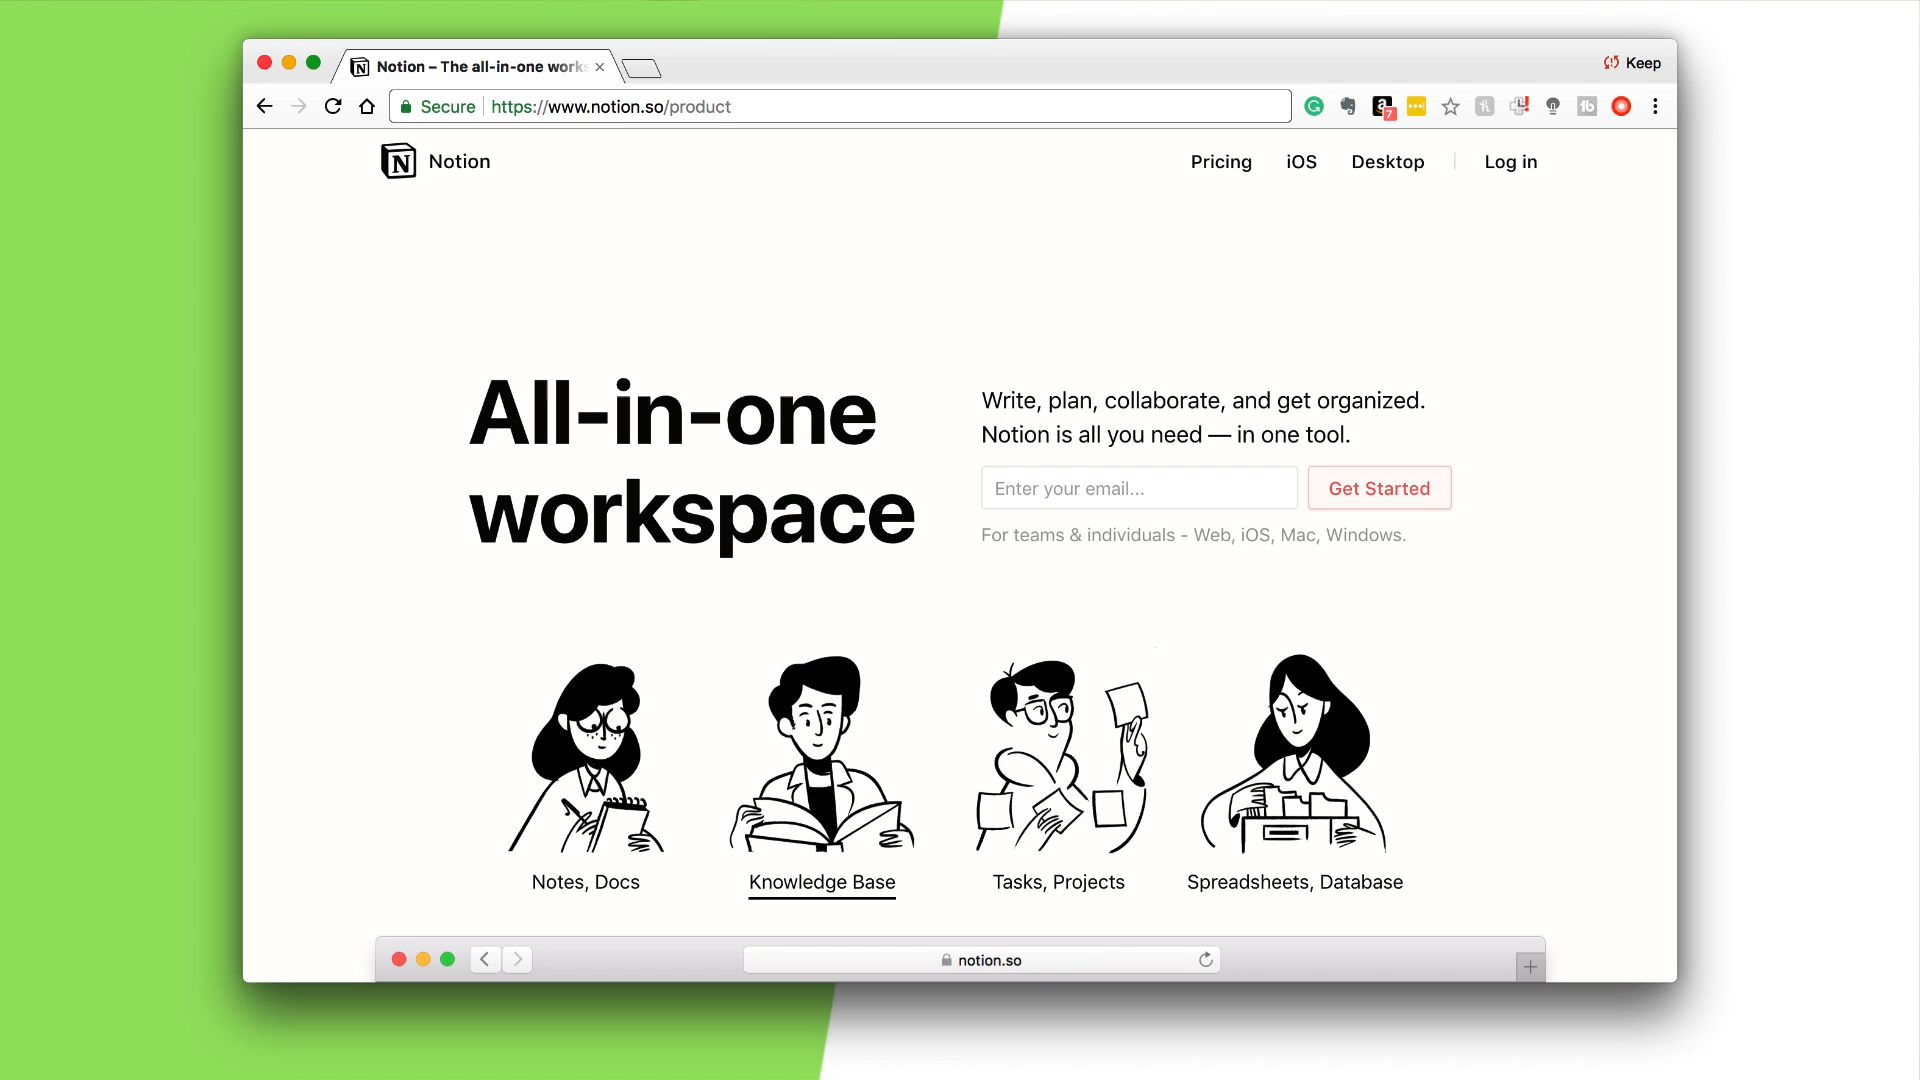 Notion – The all-in-one works
Keep
Secure
https://www.notion.so/product
7
N
Notion
Pricing
iOS
Desktop
Log in
All-in-one
workspace
Write, plan, collaborate, and get organized.
Notion is all you need — in one tool.
Enter your email...
Get Started
For teams & individuals - Web, iOS, Mac, Windows.
Notes, Docs
Knowledge Base
Tasks, Projects
Spreadsheets, Database
notion.so